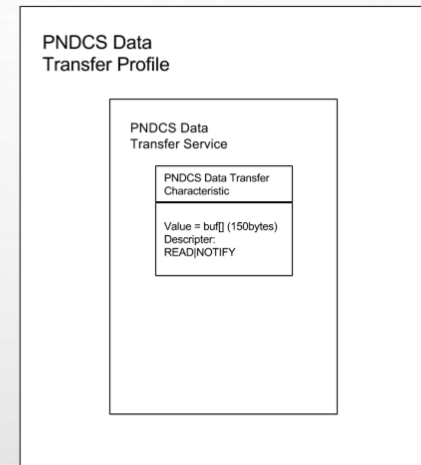 PNDCS Data
Transfer Profile
PNDCS Data
Transfer Service
PNDCS Data Transfer
Characteristic
Value = buf[] (150bytes)
Descripter:
READ|NOTIFY